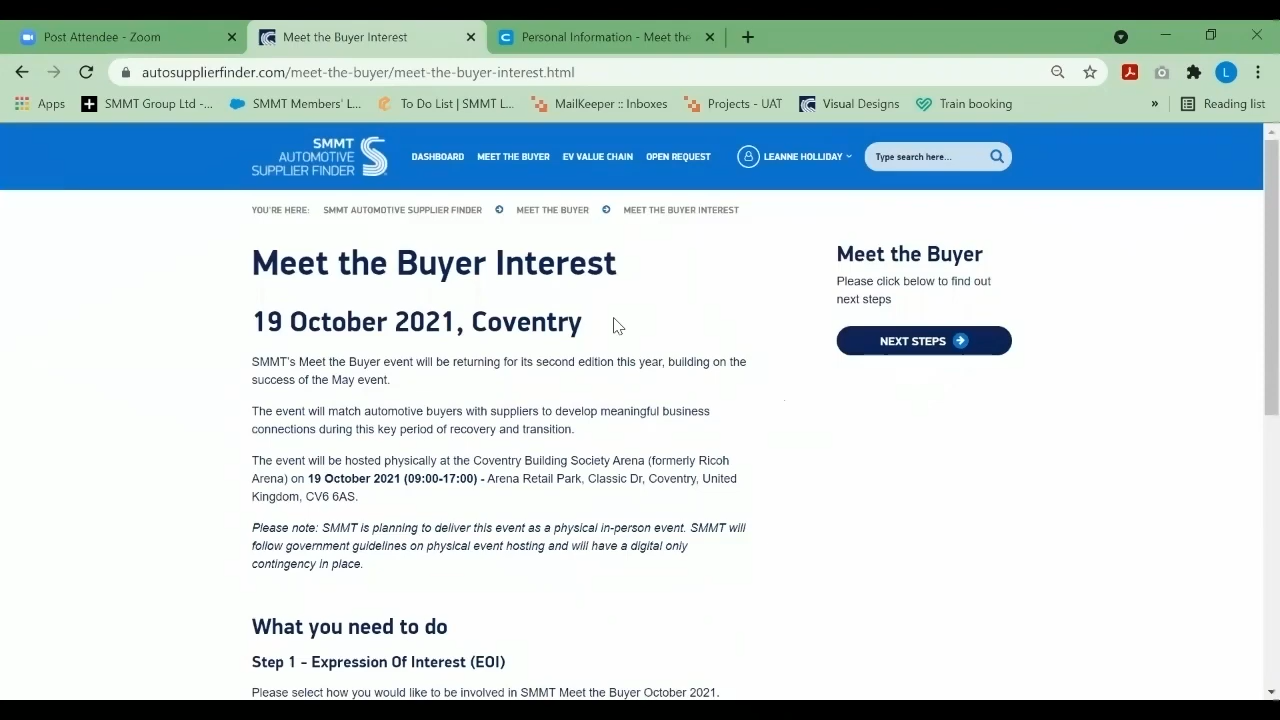 Post Attendee - Zoom
Meet the Buyer Interest
Personal Information - Meet the
autosupplierfinder.com/meet-the-buyer/meet-the-buyer-interest.html
L
Apps
SMMT Group Ltd -...
SMMT Members' L...
To Do List | SMMT L...
MailKeeper :: Inboxes
Projects - UAT
Visual Designs
Train booking
»
Reading list
SMMT
AUTOMOTIVE
SUPPLIER FINDER
DASHBOARD
MEET THE BUYER
EV VALUE CHAIN
OPEN REQUEST
LEANNE HOLLIDAY
Type search here...
YOU'RE HERE: SMMT AUTOMOTIVE SUPPLIER FINDER MEET THE BUYER MEET THE BUYER INTEREST
Meet the Buyer Interest
19 October 2021, Coventry
SMMT's Meet the Buyer event will be returning for its second edition this year, building on the
success of the May event.
The event will match automotive buyers with suppliers to develop meaningful business
connections during this key period of recovery and transition.
The event will be hosted physically at the Coventry Building Society Arena (formerly Ricoh
Arena) on 19 October 2021 (09:00-17:00) - Arena Retail Park, Classic Dr, Coventry, United
Kingdom, CV6 6AS.
Please note: SMMT is planning to deliver this event as a physical in-person event. SMMT will
follow government guidelines on physical event hosting and will have a digital only
contingency in place.
What you need to do
Step 1 - Expression Of Interest (EOI)
Please select how you would like to be involved in SMMT Meet the Buyer October 2021.
Meet the Buyer
Please click below to find out
next steps
NEXT STEPS